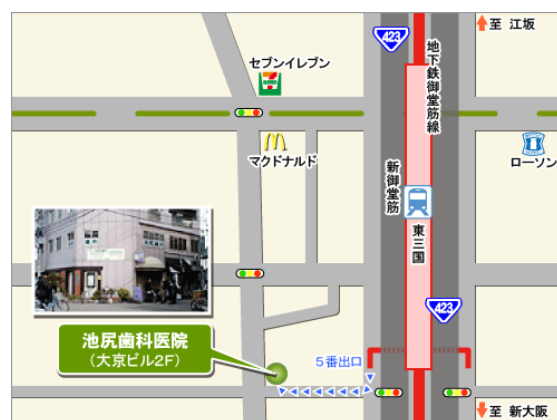 423
至 江坂
地下鉄御堂筋線
セブンイレブン
マクドナルド
ローソン
新御堂筋
東三国
423
池尻歯科医院
(大京ビル2F)
5番出口
至 新大阪